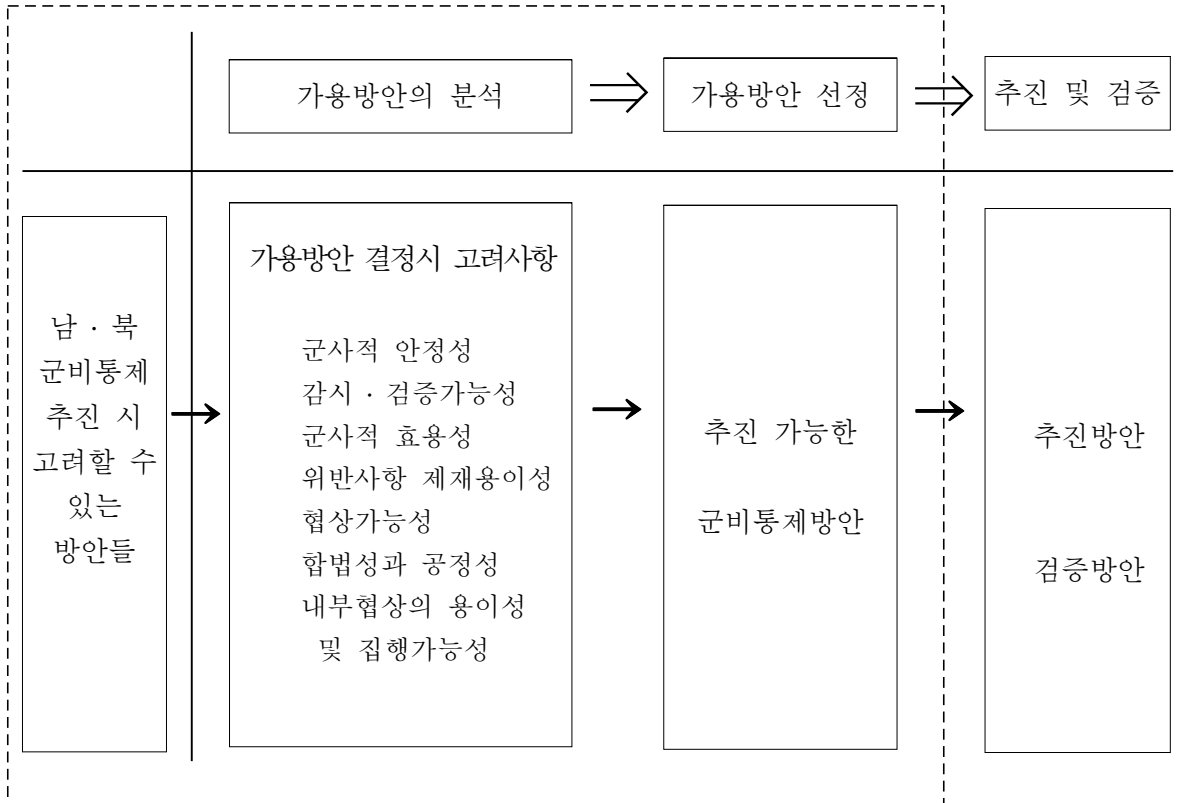 가용방안의 분석
가용방안 선정
추진 및 검증
남 · 북
군비통제
추진 시
고려할 수
있는
방안들
가용방안 결정시 고려사항
군사적 안정성
감시 · 검증가능성
군사적 효용성
위반사항 제재용이성
협상가능성
합법성과 공정성
내부협상의 용이성
및 집행가능성
추진 가능한
군비통제방안
추진방안
검증방안